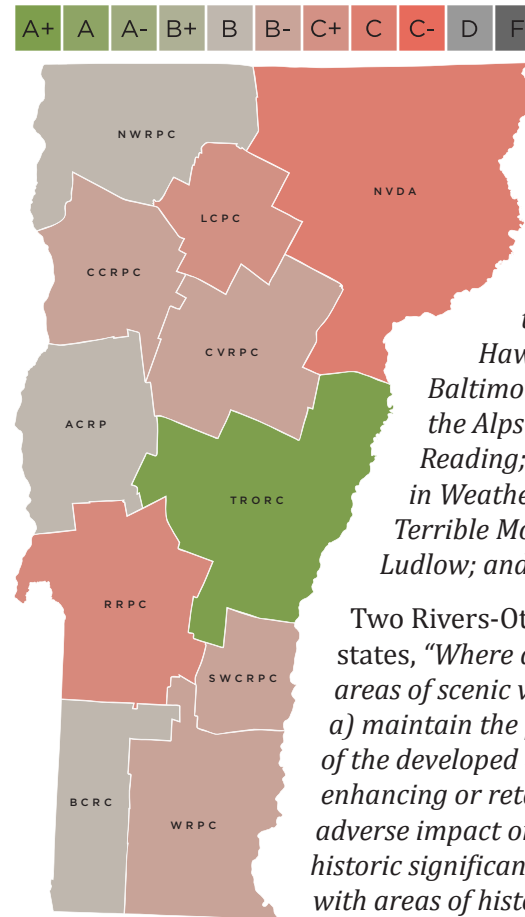 A+ A A- B+ B B- C+ C C- D F
NWRPC
NVDA
LCPC
CCRPC
CVRPC
ACRP
TRORC
RRPC
SWCRPC
BCRC
WRPC
Haw
Baltimo
the Alps
Reading;
in Weathe
Terrible Mo
Ludlow; and
Two Rivers-Ot
states, “Where
areas of scenic v
a) maintain the
of the developed
enhancing or ret
adverse impact o
historic significan
with areas of histo